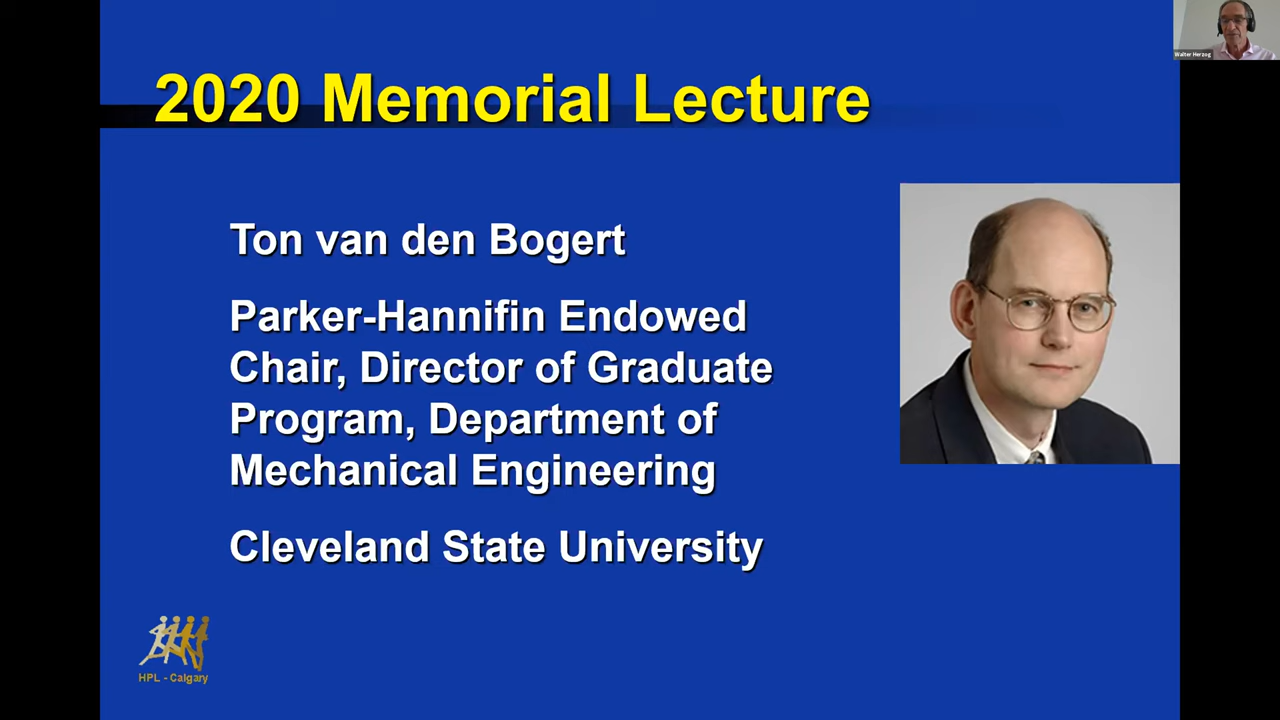 Walter Herzog
2020 Memorial Lecture
Ton van den Bogert
Parker-Hannifin Endowed
Chair, Director of Graduate
Program, Department of
Mechanical Engineering
Cleveland State University
HPL - Calgary